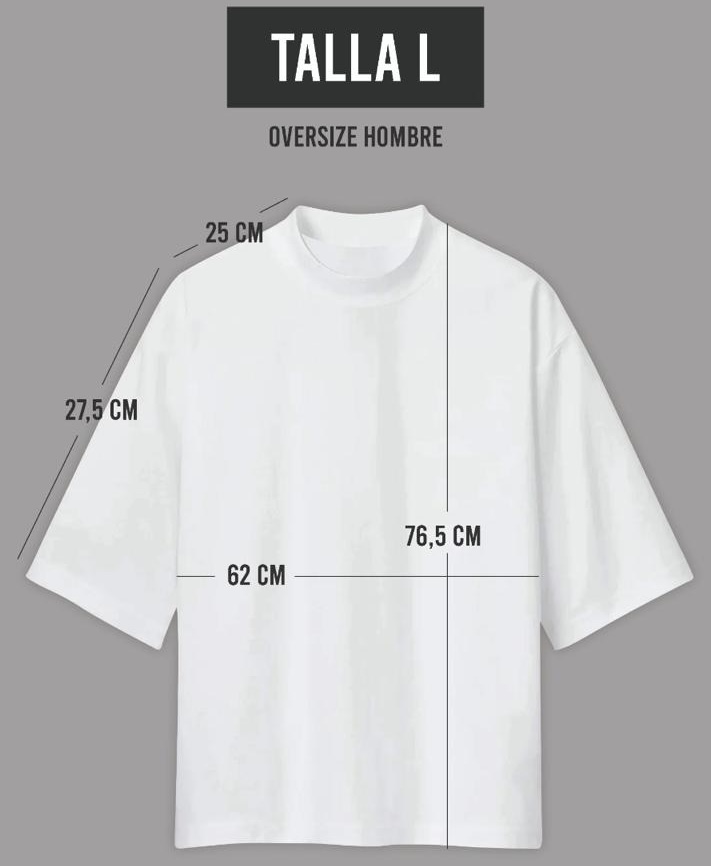 TALLA L
OVERSIZE HOMBRE
25 CM
27,5 CM
76,5 CM
62 CM